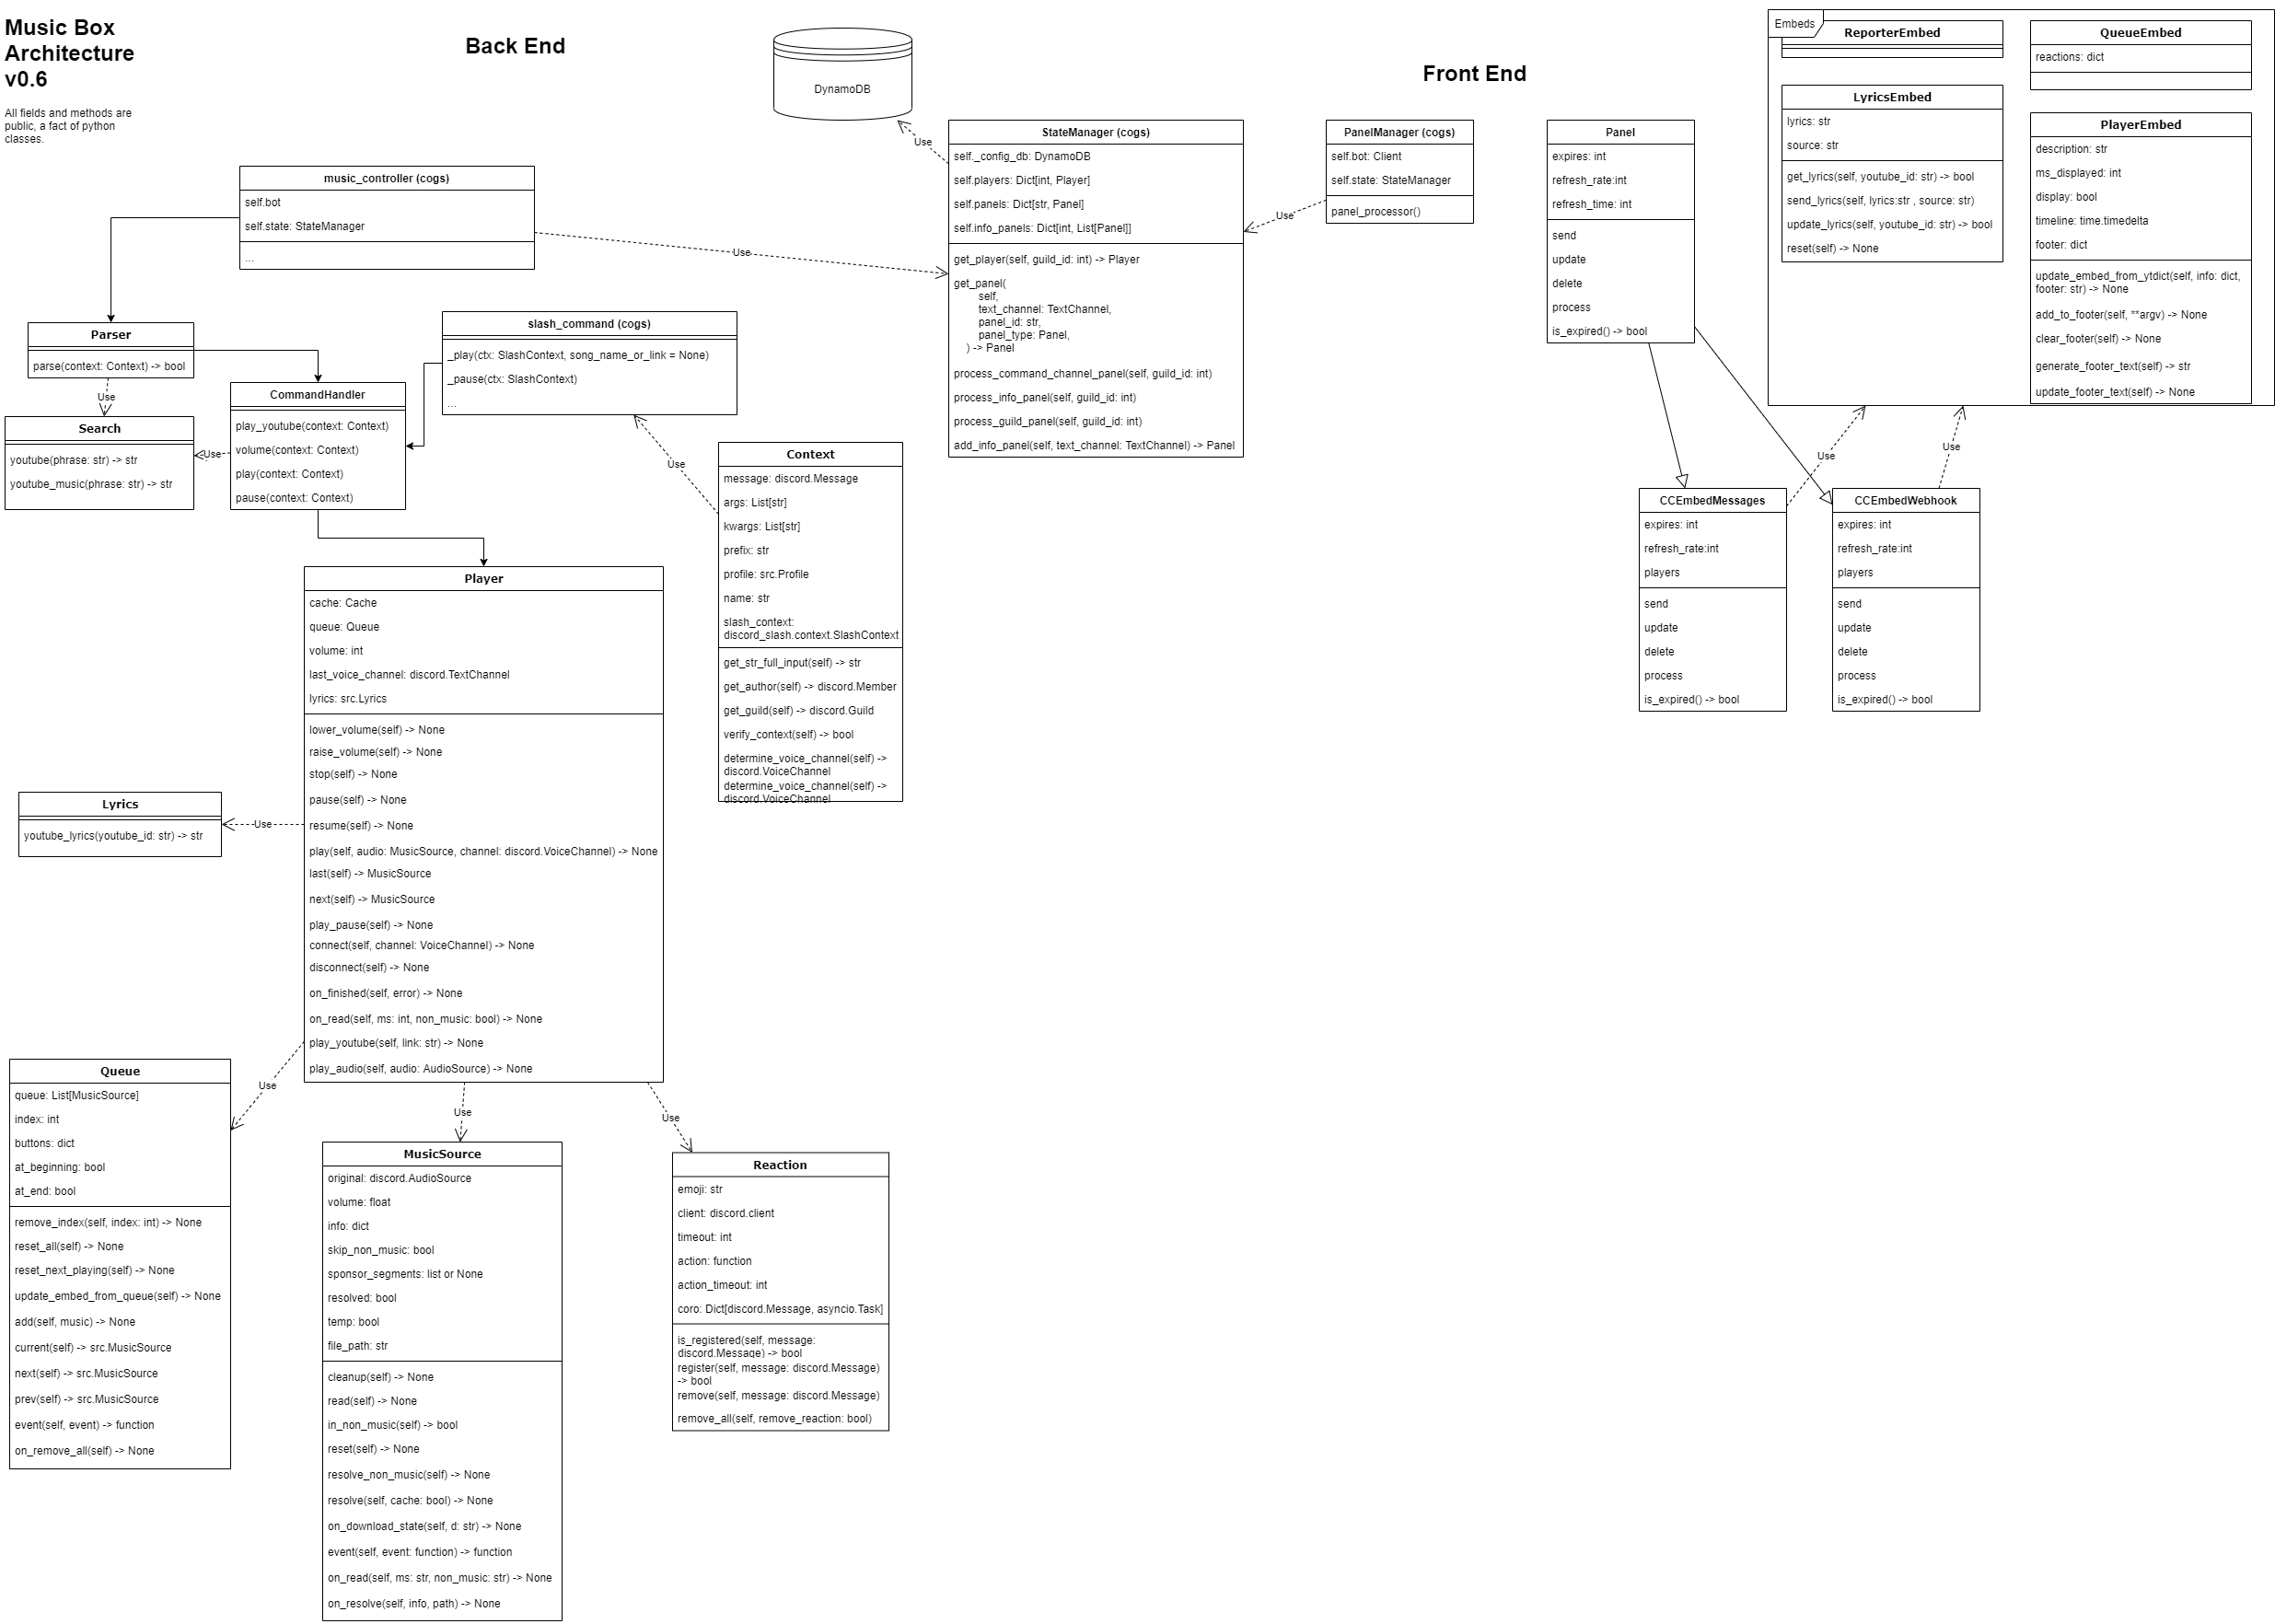 Music Box
Architecture
v0.6
All fields and methods are
public, a fact of python
classes.
Back End
Front End
DynamoDB
Use
music_controller (cogs)
self.bot
self.state: StateManager
...
Use
StateManager (cogs)
self._config_db: DynamoDB
self.players: Dict[int, Player]
self.panels: Dict[str, Panel]
self.info_panels: Dict[int, List[Panel]]
get_player(self, guild_id: int) -> Player
get_panel(
self,
text_channel: TextChannel,
panel_id: str,
panel_type: Panel,
) -> Panel
process_command_channel_panel(self, guild_id: int)
process_info_panel(self, guild_id: int)
process_guild_panel(self, guild_id: int)
add_info_panel(self, text_channel: TextChannel) -> Panel
Use
PanelManager (cogs)
self.bot: Client
self.state: StateManager
panel_processor()
Panel
expires: int
refresh_rate:int
refresh_time: int
send
update
delete
process
is_expired() -> bool
Embeds
ReporterEmbed
QueueEmbed
reactions: dict
LyricsEmbed
lyrics: str
source: str
get_lyrics(self, youtube_id: str) -> bool
send_lyrics(self, lyrics:str , source: str)
update_lyrics(self, youtube_id: str) -> bool
reset(self) -> None
PlayerEmbed
description: str
ms_displayed: int
display: bool
timeline: time.timedelta
footer: dict
update_embed_from_ytdict(self, info: dict,
footer: str) -> None
add_to_footer(self, **argv) -> None
clear_footer(self) -> None
generate_footer_text(self) -> str
update_footer_text(self) -> None
Use
Use
CCEmbedMessages
expires: int
refresh_rate:int
players
send
update
delete
process
is_expired() -> bool
CCEmbedWebhook
expires: int
refresh_rate:int
players
send
update
delete
process
is_expired() -> bool
Parser
parse(context: Context) -> bool
Use
Search
youtube(phrase: str) -> str
youtube_music(phrase: str) -> str
Use
CommandHandler
play_youtube(context: Context)
volume(context: Context)
play(context: Context)
pause(context: Context)
slash_command (cogs)
_play(ctx: SlashContext, song_name_or_link = None)
_pause(ctx: SlashContext)
...
Use
Context
message: discord.Message
args: List[str]
kwargs: List[str]
prefix: str
profile: src.Profile
name: str
slash_context:
discord_slash.context.SlashContext
get_str_full_input(self) -> str
get_author(self) -> discord.Member
get_guild(self) -> discord.Guild
verify_context(self) -> bool
determine_voice_channel(self) ->
discord.VoiceChannel
determine_voice_channel(self) ->
discord.VoiceChannel
Player
cache: Cache
queue: Queue
volume: int
last_voice_channel: discord.TextChannel
lyrics: src.Lyrics
lower_volume(self) -> None
raise_volume(self) -> None
stop(self) -> None
pause(self) -> None
resume(self) -> None
play(self, audio: MusicSource, channel: discord.VoiceChannel) -> None
last(self) -> MusicSource
next(self) -> MusicSource
play_pause(self) -> None
connect(self, channel: VoiceChannel) -> None
disconnect(self) -> None
on_finished(self, error) -> None
on_read(self, ms: int, non_music: bool) -> None
play_youtube(self, link: str) -> None
play_audio(self, audio: AudioSource) -> None
Lyrics
youtube_lyrics(youtube_id: str) -> str
Use
Use
Use
Use
Queue
queue: List[MusicSource]
index: int
buttons: dict
at_beginning: bool
at_end: bool
remove_index(self, index: int) -> None
reset_all(self) -> None
reset_next_playing(self) -> None
update_embed_from_queue(self) -> None
add(self, music) -> None
current(self) -> src.MusicSource
next(self) -> src.MusicSource
prev(self) -> src.MusicSource
event(self, event) -> function
on_remove_all(self) -> None
MusicSource
original: discord.AudioSource
volume: float
info: dict
skip_non_music: bool
sponsor_segments: list or None
resolved: bool
temp: bool
file_path: str
cleanup(self) -> None
read(self) -> None
in_non_music(self) -> bool
reset(self) -> None
resolve_non_music(self) -> None
resolve(self, cache: bool) -> None
on_download_state(self, d: str) -> None
event(self, event: function) -> function
on_read(self, ms: str, non_music: str) -> None
on_resolve(self, info, path) -> None
Reaction
emoji: str
client: discord.client
timeout: int
action: function
action_timeout: int
coro: Dict[discord.Message, asyncio.Task]
is_registered(self, message:
discord.Message) -> bool
register(self, message: discord.Message)
-> bool
remove(self, message: discord.Message)
remove_all(self, remove_reaction: bool)